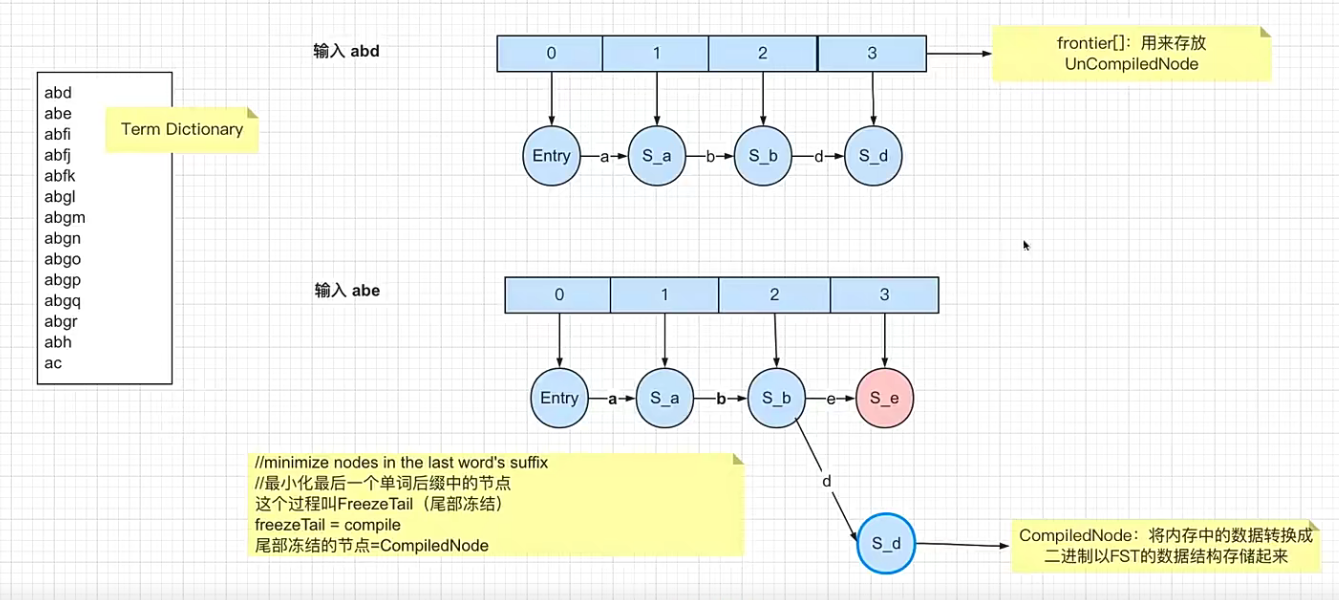 输入 abd
0 1 2 3
frontier[]：用来存放
UnCompiledNode
Entry a S_a b S_b d S_d
abd
abe
abfi
abfj
abfk
abgl
abgm
abgn
abgo
abgp
abgq
abgr
abh
ac
Term Dictionary
输入 abe
0 1 2 3
Entry a S_a b S_b e S_e
d
S_d
//minimize nodes in the last word's suffix
//最小化最后一个单词后缀中的节点
这个过程叫FreezeTail（尾部冻结）
freezeTail = compile
尾部冻结的节点=CompiledNode
CompiledNode：将内存中的数据转换成
二进制以FST的数据结构存储起来